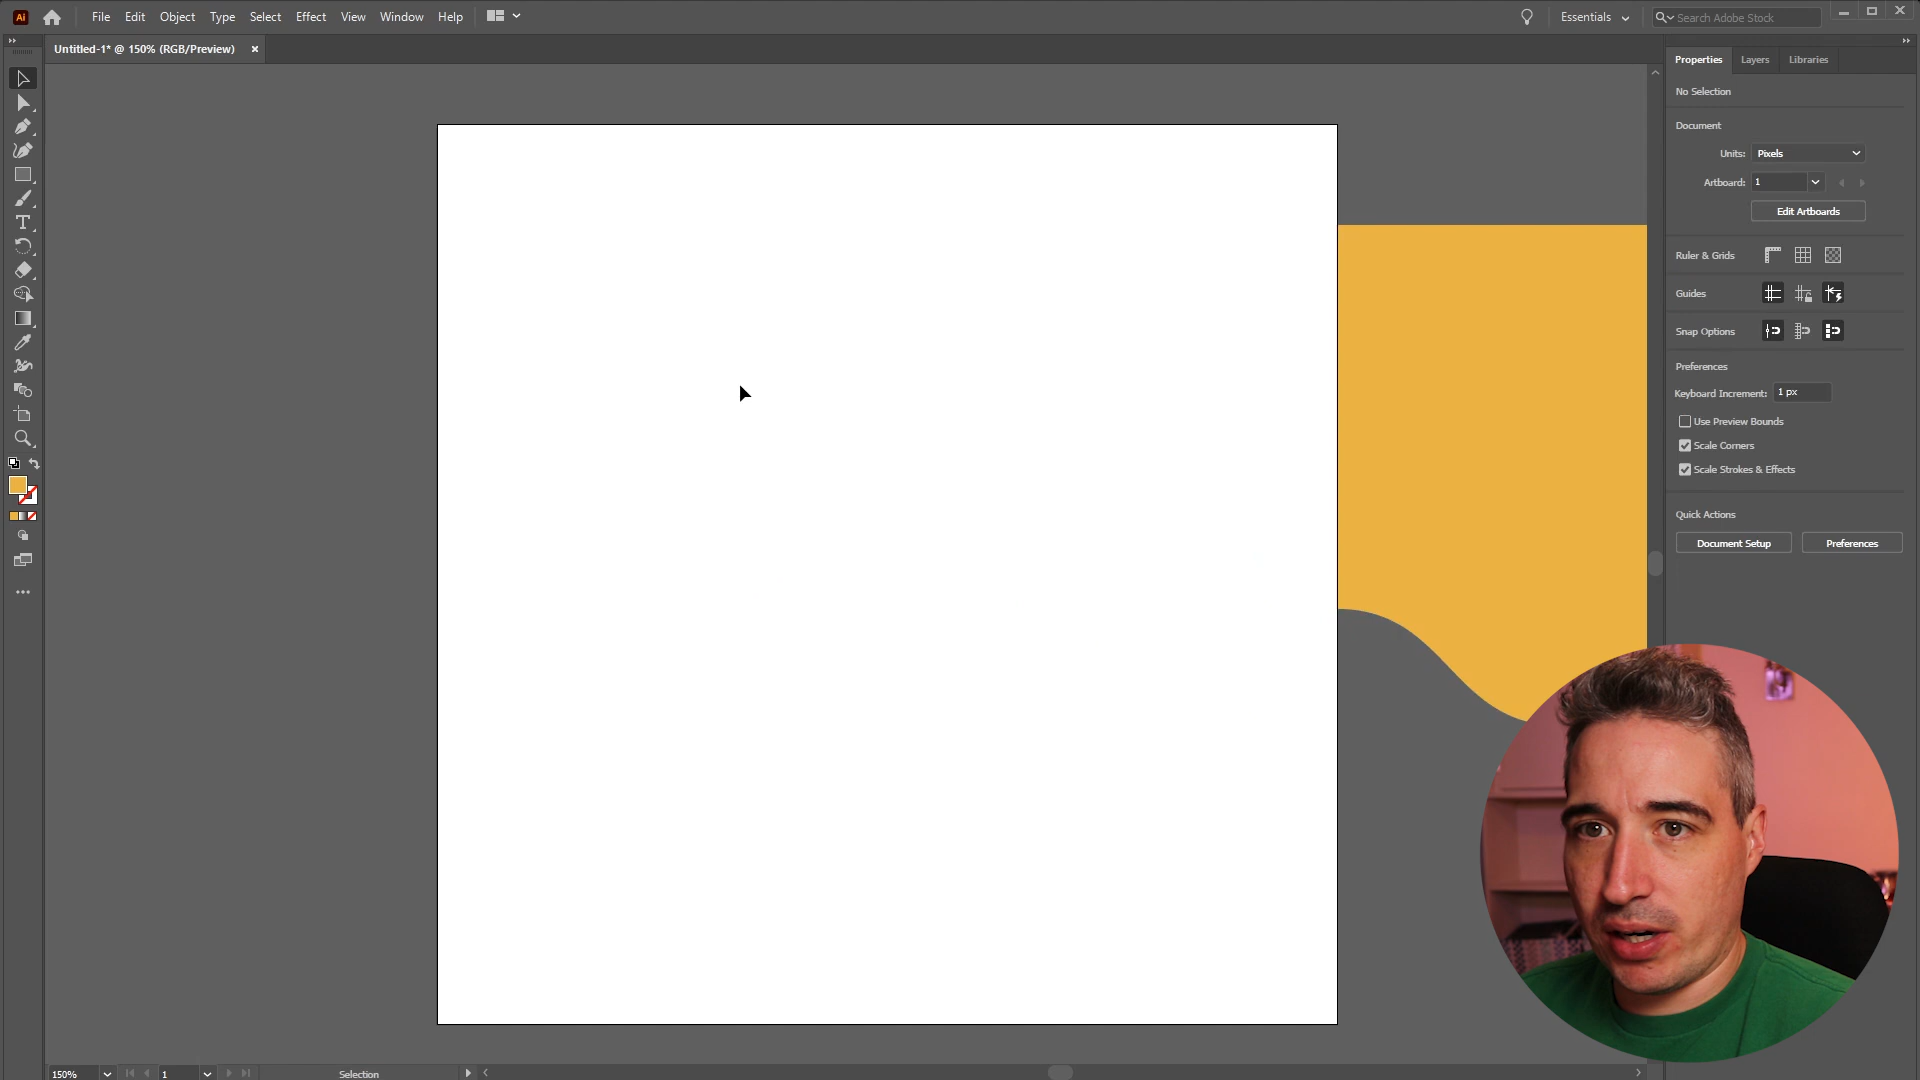 Ai File Edit Object Type Select Effect View Window Help Essentials Search Adobe Stock
Untitled-1* @ 150% (RGB/Preview) ×
Properties Layers Libraries
No Selection
Document
Units: Pixels
Artboard: 1
Edit Artboards
Ruler & Grids
Guides
Snap Options
Preferences
Keyboard Increment: 1 px
Use Preview Bounds
Scale Corners
Scale Strokes & Effects
Quick Actions
Document Setup Preferences
150% 1 Selection